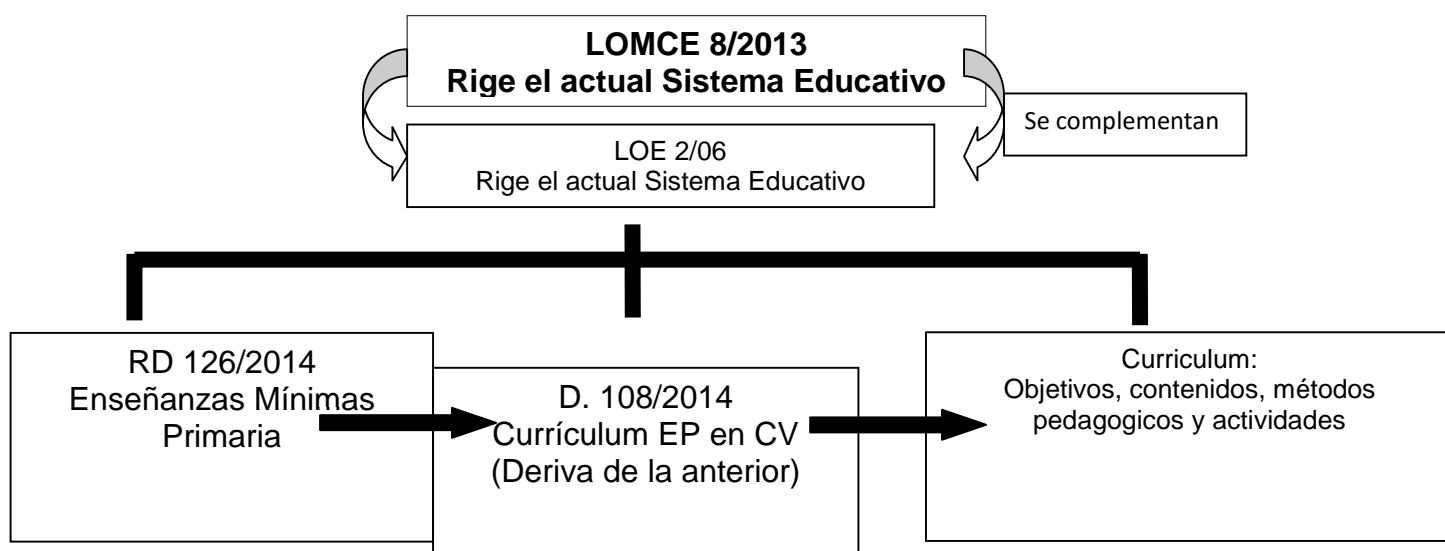 LOMCE 8/2013
Rige el actual Sistema Educativo
Se complementan
LOE 2/06
Rige el actual Sistema Educativo
RD 126/2014
Enseñanzas Mínimas
Primaria
D. 108/2014
Currículum EP en CV
(Deriva de la anterior)
Curriculum:
Objetivos, contenidos, métodos
pedagogicos y actividades